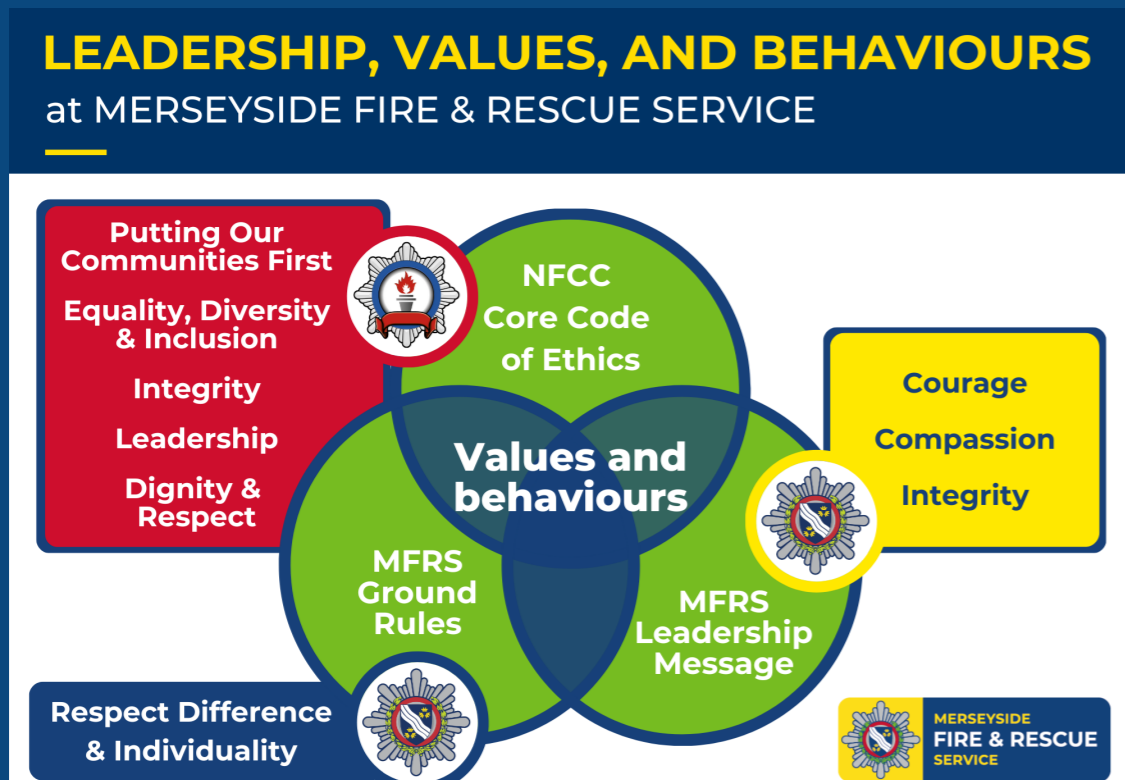 LEADERSHIP, VALUES, AND BEHAVIOURS
at MERSEYSIDE FIRE & RESCUE SERVICE
Putting Our
Communities First
Equality, Diversity
& Inclusion
Integrity
Leadership
Dignity &
Respect
NFCC
Core Code
of Ethics
Values and
behaviours
Courage
Compassion
Integrity
MFRS
Ground
Rules
MFRS
Leadership
Message
Respect Difference
& Individuality
MERSEYSIDE
FIRE & RESCUE
SERVICE